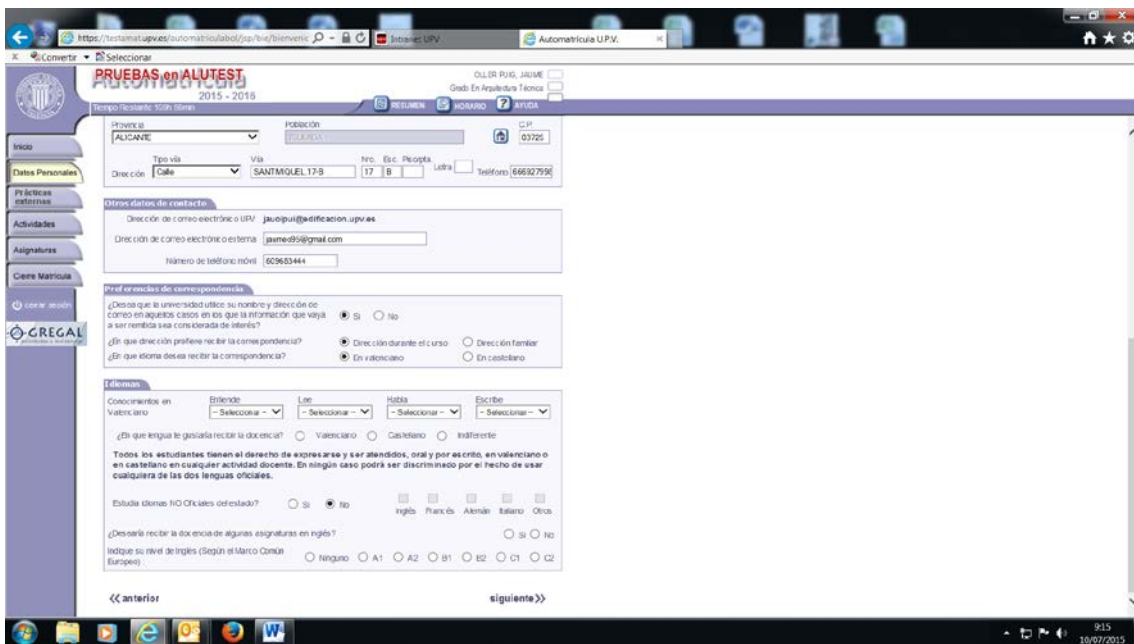 https://testamat.upv.es/automatriculabol/jsp/bie/bienvenic
Intranet UPV
Automatrícula U.P.V.
x Convertir Seleccionar
PRUEBAS en ALUTEST
Automatrícula
2015 - 2016
OLLER PUIG, JAUME
Grado En Arquitectura Técnica
RESUMEN HORARIO AYUDA
Inicio
Datos Personales
Prácticas externas
Actividades
Asignaturas
Cierre Matrícula
cerrar sesión
GREGAL
Provincia Población C.P.
ALICANTE 03725
Tipo vía Vía Nro. Esc. Piso pta. Letra
Dirección Calle SANTMIQUEL,17-B 17 B Teléfono 666927998
Otros datos de contacto
Dirección de correo electrónico UPV jauolpui@edificacion.upv.es
Dirección de correo electrónico externa jaumed95@gmail.com
Número de teléfono móvil 609683444
Preferencias de correspondencia
¿Desea que la universidad utilice su nombre y dirección de
correo en aquellos casos en los que la información que vaya Si No
a ser remitida sea considerada de interés?
¿En que dirección prefiere recibir la correspondencia? Dirección durante el curso Dirección familiar
¿En que idioma desea recibir la correspondencia? En valenciano En castellano
Idiomas
Conocimientos en Valenciano
Entiende Lee Habla Escribe
-- Seleccionar -- -- Seleccionar -- -- Seleccionar -- -- Seleccionar --
¿En que lengua le gustaría recibir la docencia? Valenciano Castellano Indiferente
Todos los estudiantes tienen el derecho de expresarse y ser atendidos, oral y por escrito, en valenciano o
en castellano en cualquier actividad docente. En ningún caso podrá ser discriminado por el hecho de usar
cualquiera de las dos lenguas oficiales.
Estudia idiomas NO Oficiales del estado? Si No Inglés Francés Alemán Italiano Otros
¿Desearía recibir la docencia de algunas asignaturas en inglés? Si No
Indique su nivel de Inglés (Según el Marco Común
Europeo) : Ninguno A1 A2 B1 B2 C1 C2
<< anterior siguiente >>
9:15
10/07/2015